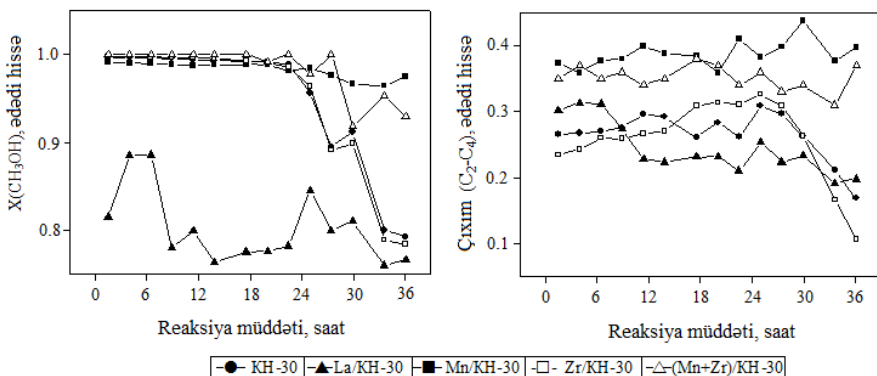 X(CH₃OH), ədədi hissə
1.0
0.9
0.8
0 6 12 18 24 30 36
Reaksiya müddəti, saat
Çıxım (C₂-C₄), ədədi hissə
0.4
0.3
0.2
0.1
0 6 12 18 24 30 36
Reaksiya müddəti, saat
KH-30 La/KH-30 Mn/KH-30 Zr/KH-30 (Mn+Zr)/KH-30